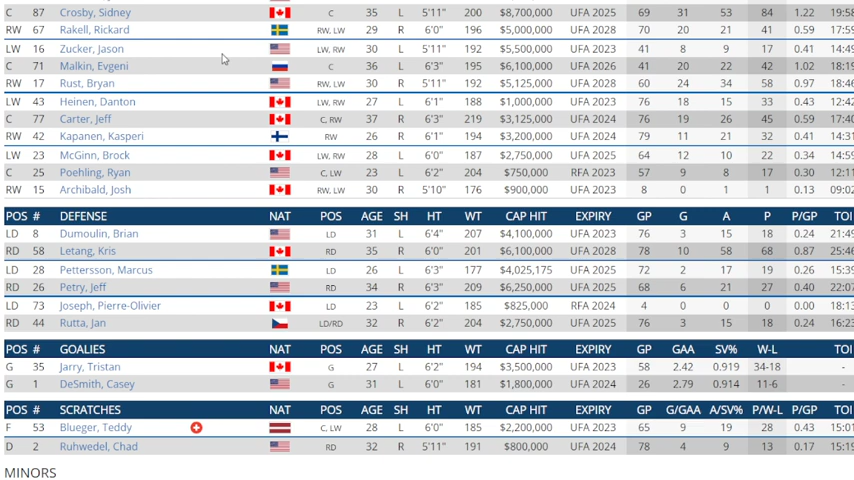 C 87 Crosby, Sidney C 35 L 5'11" 200 $8,700,000 UFA 2025 69 31 53 84 1.22 19:58
RW 67 Rakell, Rickard RW, LW 29 R 6'0" 196 $5,000,000 UFA 2028 70 20 21 41 0.59 17:59
LW 16 Zucker, Jason LW, RW 30 L 5'11" 192 $5,500,000 UFA 2023 41 8 9 17 0.41 14:49
C 71 Malkin, Evgeni C 36 L 6'3" 195 $6,100,000 UFA 2026 41 20 22 42 1.02 18:19
RW 17 Rust, Bryan RW, LW 30 R 5'11" 192 $5,125,000 UFA 2028 60 24 34 58 0.97 18:46
LW 43 Heinen, Danton LW, RW 27 L 6'1" 188 $1,000,000 UFA 2023 76 18 15 33 0.43 12:42
C 77 Carter, Jeff C, RW 37 R 6'3" 219 $3,125,000 UFA 2024 76 19 26 45 0.59 17:40
RW 42 Kapanen, Kasperi RW 26 R 6'1" 194 $3,200,000 UFA 2024 79 11 21 32 0.41 14:31
LW 23 McGinn, Brock LW, RW 28 L 6'0" 187 $2,750,000 UFA 2025 64 12 10 22 0.34 14:59
C 25 Poehling, Ryan C, LW 23 L 6'2" 204 $750,000 RFA 2023 57 9 8 17 0.30 12:11
RW 15 Archibald, Josh RW, LW 30 R 5'10" 176 $900,000 UFA 2023 8 0 1 1 0.13 09:02
POS # DEFENSE NAT POS AGE SH HT WT CAP HIT EXPIRY GP G A P P/GP TOI
LD 8 Dumoulin, Brian LD 31 L 6'4" 207 $4,100,000 UFA 2023 76 3 15 18 0.24 21:49
RD 58 Letang, Kris RD 35 R 6'0" 201 $6,100,000 UFA 2028 78 10 58 68 0.87 25:46
LD 28 Pettersson, Marcus LD 26 L 6'3" 177 $4,025,175 UFA 2025 72 2 17 19 0.26 15:39
RD 26 Petry, Jeff RD 34 R 6'3" 209 $6,250,000 UFA 2025 68 6 21 27 0.40 22:07
LD 73 Joseph, Pierre-Olivier LD 23 L 6'2" 185 $825,000 RFA 2024 4 0 0 0 0.00 18:13
RD 44 Rutta, Jan LD/RD 32 R 6'2" 204 $2,750,000 UFA 2025 76 3 15 18 0.24 16:23
POS # GOALIES NAT POS AGE SH HT WT CAP HIT EXPIRY GP GAA SV% W-L TOI
G 35 Jarry, Tristan G 27 L 6'2" 194 $3,500,000 UFA 2023 58 2.42 0.919 34-18 -
G 1 DeSmith, Casey G 31 L 6'0" 181 $1,800,000 UFA 2024 26 2.79 0.914 11-6 -
POS # SCRATCHES NAT POS AGE SH HT WT CAP HIT EXPIRY GP G/GAA A/SV% P/W-L P/GP TOI
F 53 Blueger, Teddy C, LW 28 L 6'0" 185 $2,200,000 UFA 2023 65 9 19 28 0.43 15:01
D 2 Ruhwedel, Chad RD 32 R 5'11" 191 $800,000 UFA 2024 78 4 9 13 0.17 15:19
MINORS